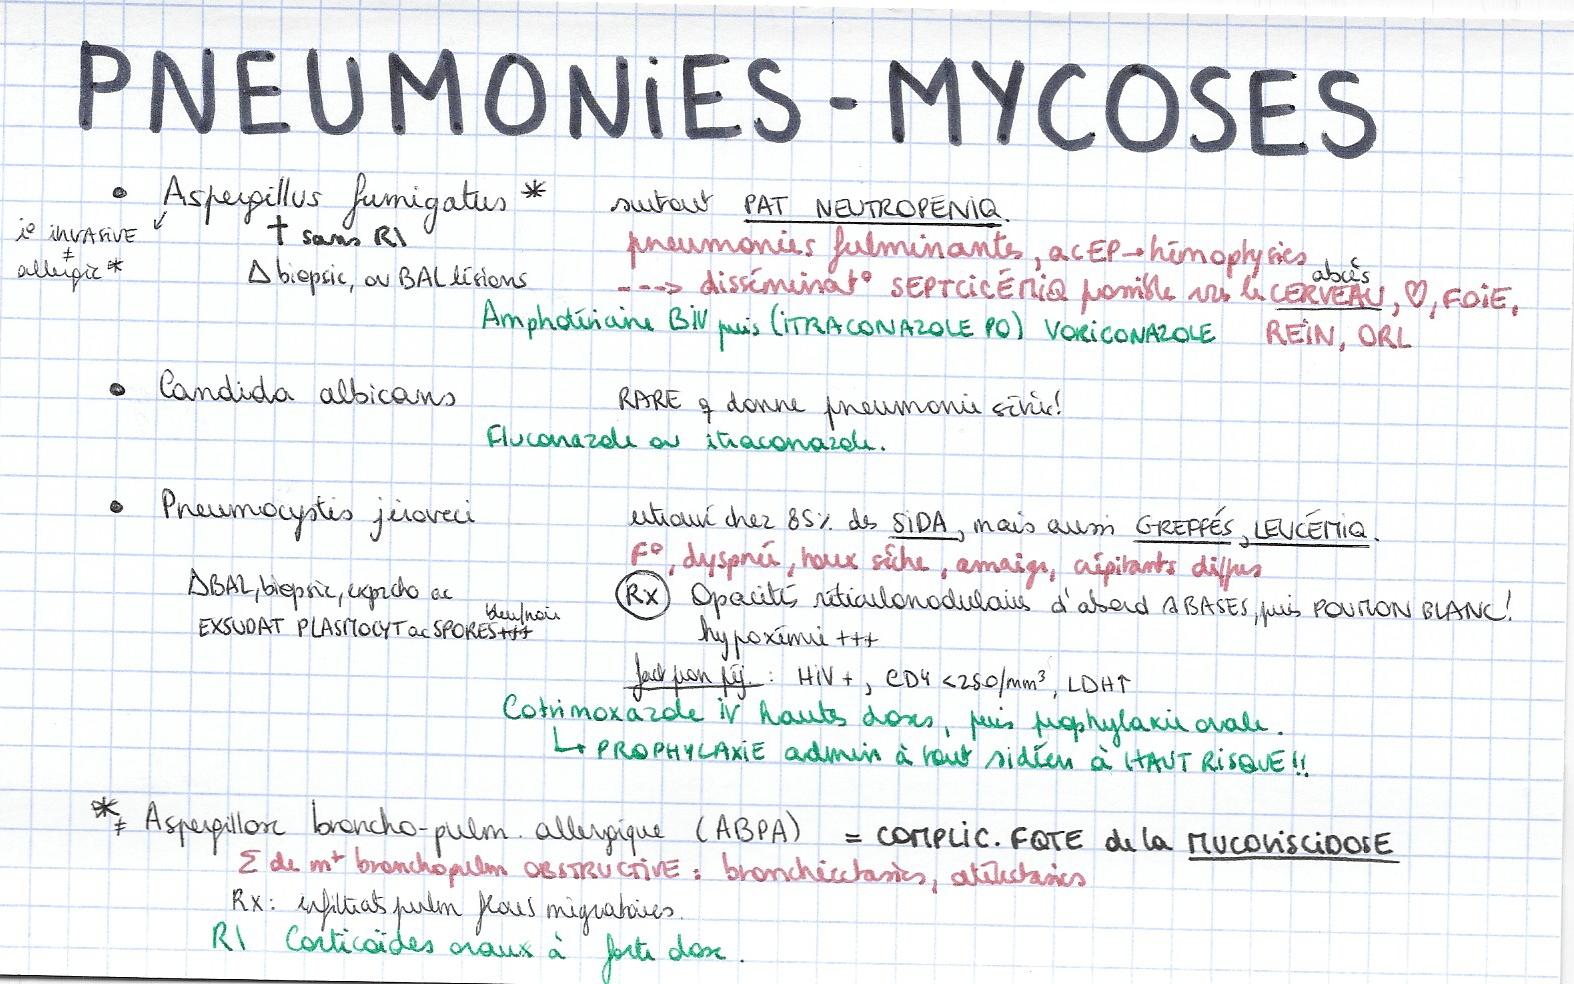 PNEUMONIES - MYCOSES
• Aspergillus fumigatus * surtout PAT NEUTROPENIQ.
i° INVASIVE
≠
allergiq *
✝ sans R\
Δ biopsie, ou BAL lésions
pneumonies fulminantes, ac EP → hémoptysies
---> disséminat° SEPTCICÉMIQ possible vers le CERVEAU, ♡, FOIE,
abcès
REIN, ORL
Amphotéricine B iV puis (iTRACONAZOLE PO) VORICONAZOLE
• Candida albicans RARE q donne pneumonie série!
Fluconazole ou itraconazole.
• Pneumocystis jiroveci retrouvé chez 85% des SiDA, mais aussi GREFFÉS, LEUCÉMIQ.
F°, dyspnée, toux sèche, amaigr, crépitants diffus
Δ BAL, biopsie, expecto ac
bleu/noir
EXSUDAT PLASMOCYT ac SPORES +++
Rx Opacités réticulonodulaires d'abord à BASES, puis POUMON BLANC!
hypoxémie +++
fact pron péj. : HiV +, CD4 <250/mm³, LDH↑
Cotrimoxazole iV hautes doses, puis prophylaxie orale.
↳ PROPHYLAXiE admin à tout sidéen à HAUT RiSQUE!!
* ≠ Aspergillose broncho-pulm. allergique (ABPA) = COMPLIC. FQTE de la MUCOViSCiDOSE
Σ de m† bronchopulm OBSTRUCTiVE : bronchiectasies, atélectasies
Rx: infiltrats pulm flous migratoires.
R\ Corticoïdes oraux à forte dose.